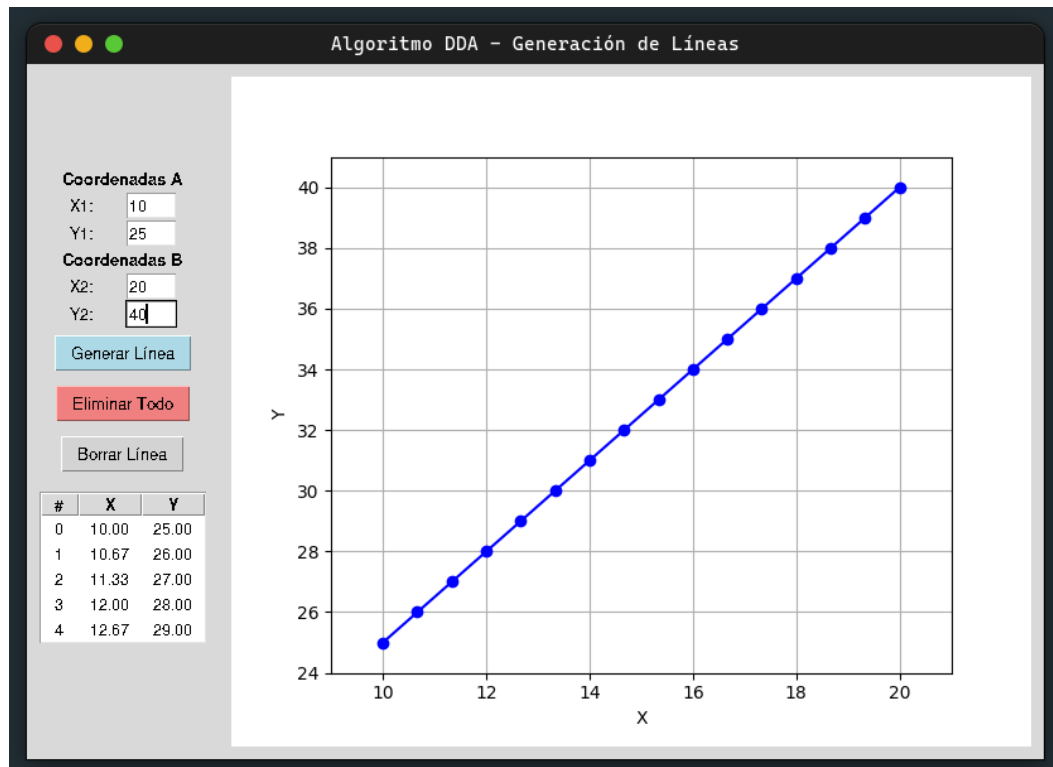 Algoritmo DDA – Generación de Líneas
Coordenadas A
X1: 10
Y1: 25
Coordenadas B
X2: 20
Y2: 40
Generar Línea
Eliminar Todo
Borrar Línea
# X Y
0 10.00 25.00
1 10.67 26.00
2 11.33 27.00
3 12.00 28.00
4 12.67 29.00
40
38
36
34
32
30
28
26
24
Y
10 12 14 16 18 20
X